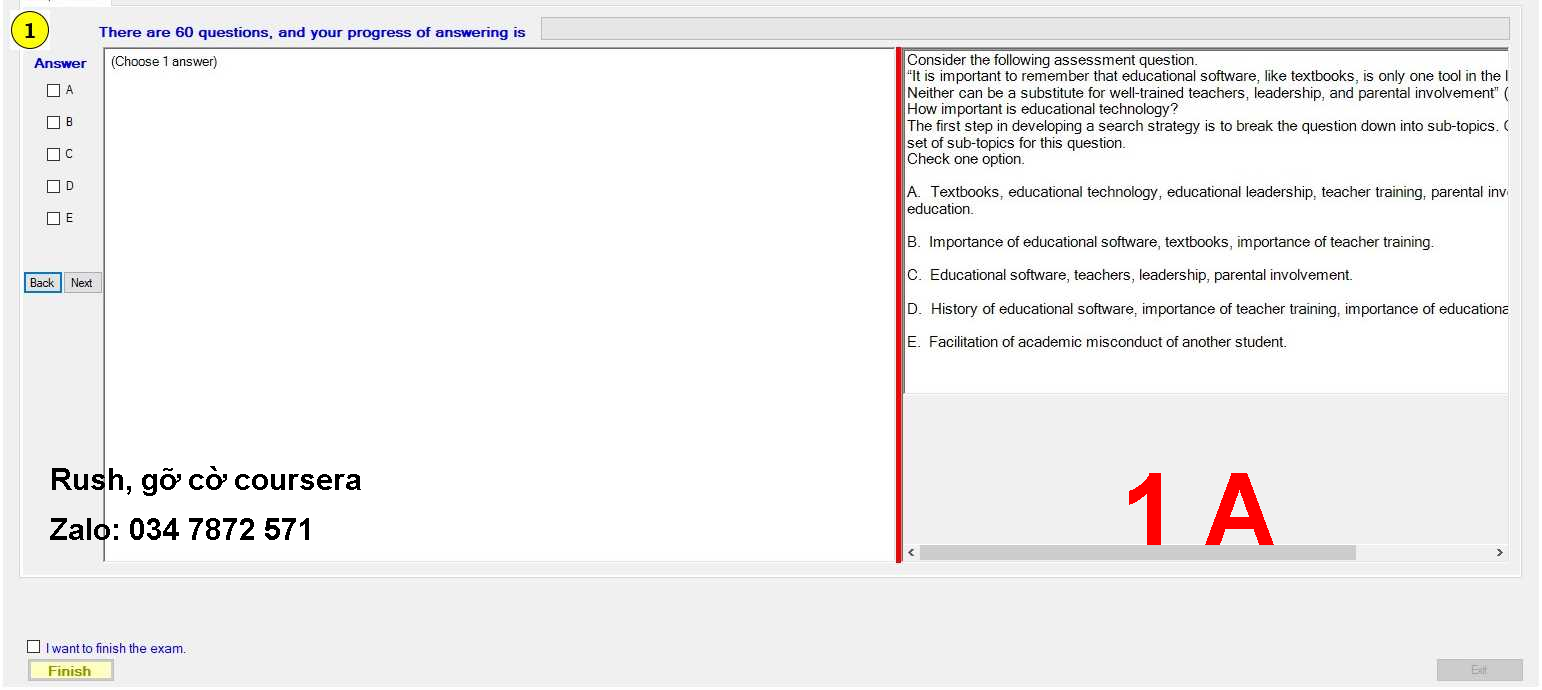 1
There are 60 questions, and your progress of answering is
Answer
(Choose 1 answer)
A
B
C
D
E
Back Next
Consider the following assessment question.
“It is important to remember that educational software, like textbooks, is only one tool in the l
Neither can be a substitute for well-trained teachers, leadership, and parental involvement” (
How important is educational technology?
The first step in developing a search strategy is to break the question down into sub-topics.
set of sub-topics for this question.
Check one option.
A. Textbooks, educational technology, educational leadership, teacher training, parental inv
education.
B. Importance of educational software, textbooks, importance of teacher training.
C. Educational software, teachers, leadership, parental involvement.
D. History of educational software, importance of teacher training, importance of educationa
E. Facilitation of academic misconduct of another student.
Rush, gỡ cờ coursera
Zalo: 034 7872 571
1 A
I want to finish the exam.
Finish
Exit